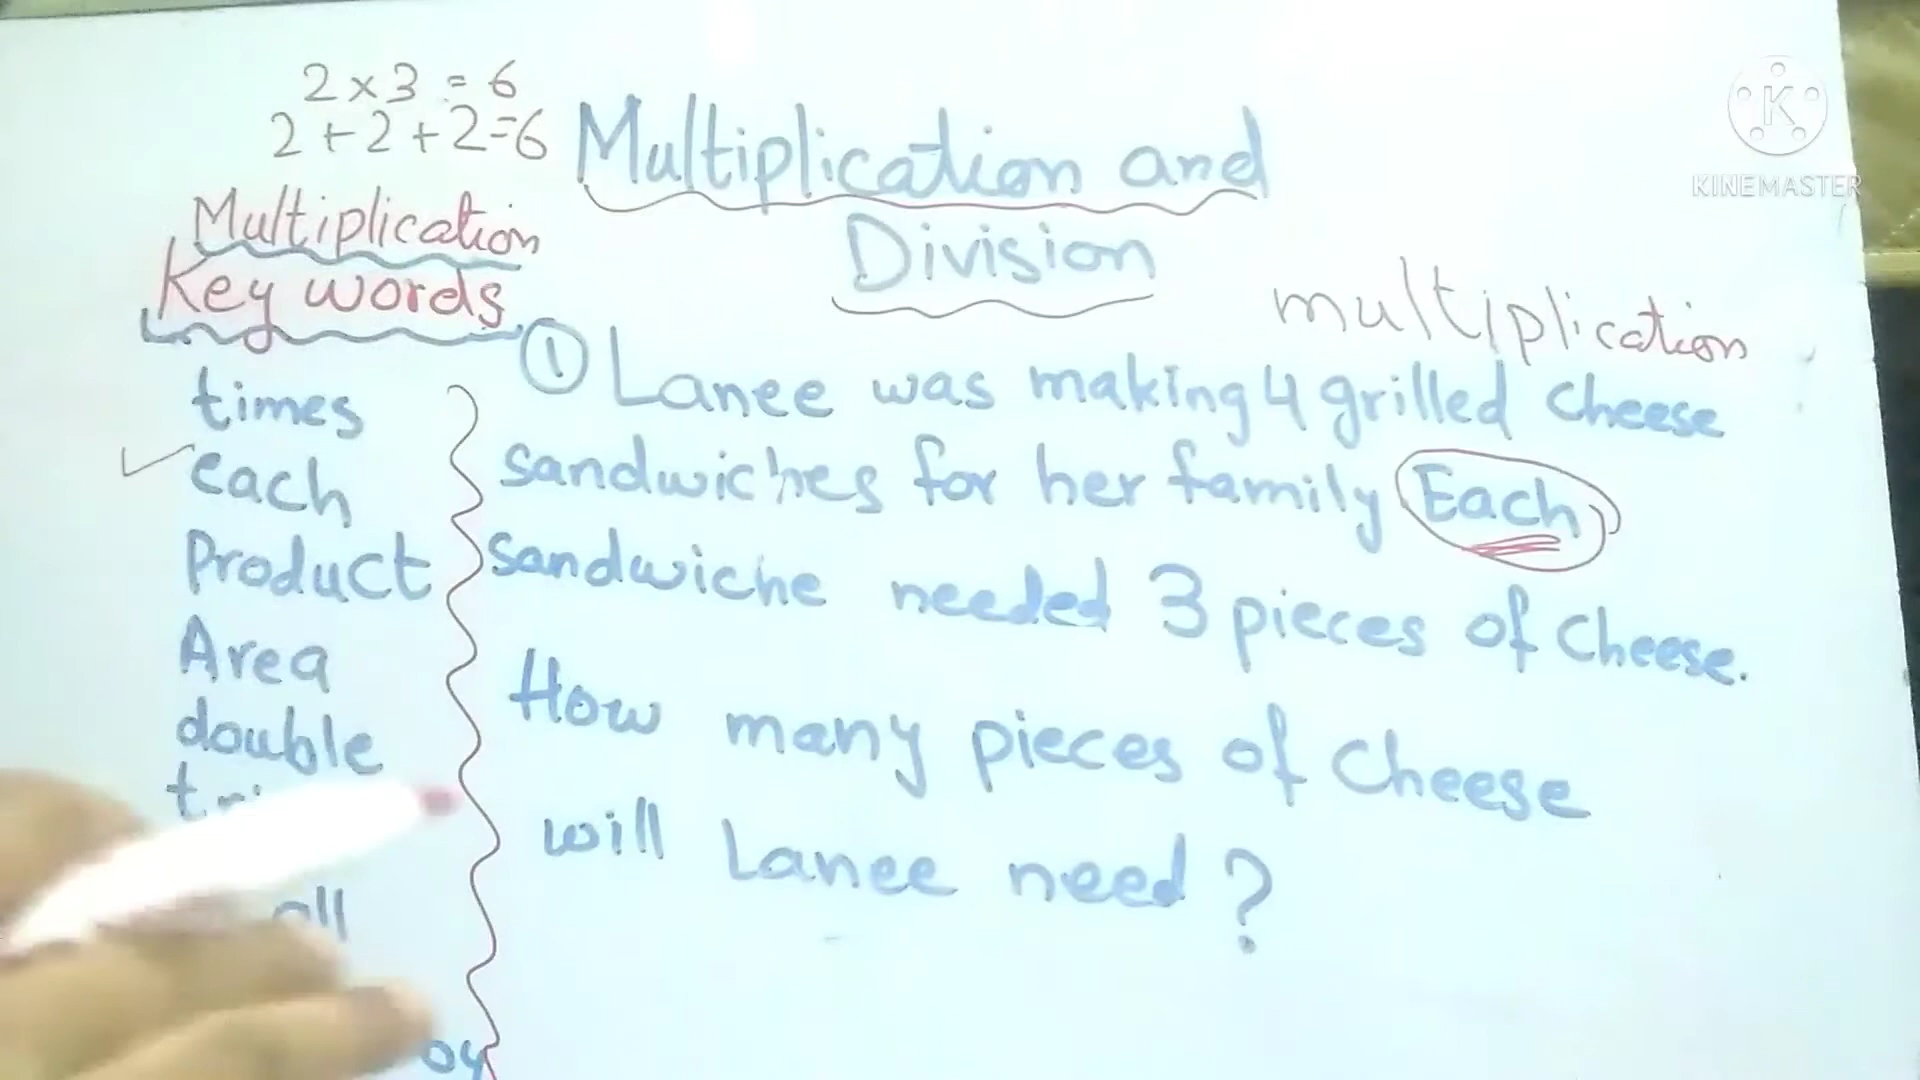 2 x 3 = 6
2 + 2 + 2 = 6
Multiplication and
Division
Multiplication
Key words
times
each
Product
Area
double
all
multiplication
① Lanee was making 4 grilled cheese
sandwiches for her family Each
sandwiche needed 3 pieces of cheese.
How many pieces of cheese
will Lanee need?
K
KINEMASTER